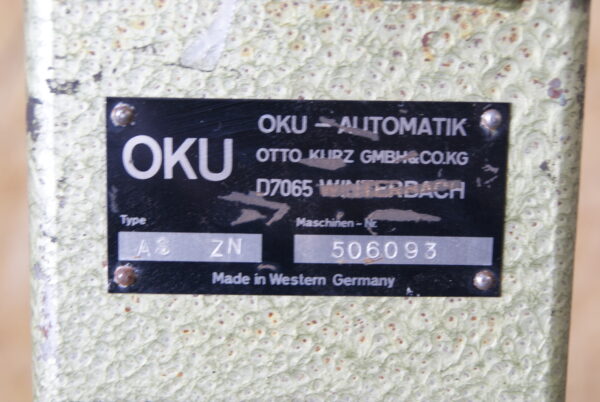 OKU
OKU - AUTOMATIK
OTTO KURZ GMBH & CO.KG
D7065 WINTERBACH
Type
Maschinen - Nr.
ZN
506093
Made in Western Germany